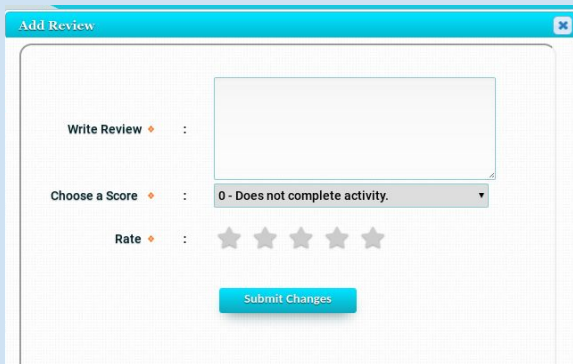 Add Review
Write Review :
Choose a Score : 0 - Does not complete activity.
Rate :
Submit Changes